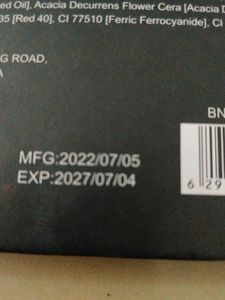 ed Oil], Acacia Decurrens Flower Cera [Acacia D
35 [Red 40], CI 77510 [Ferric Ferrocyanide], CI
G ROAD,
A
BN
MFG:2022/07/05
EXP:2027/07/04
6 29